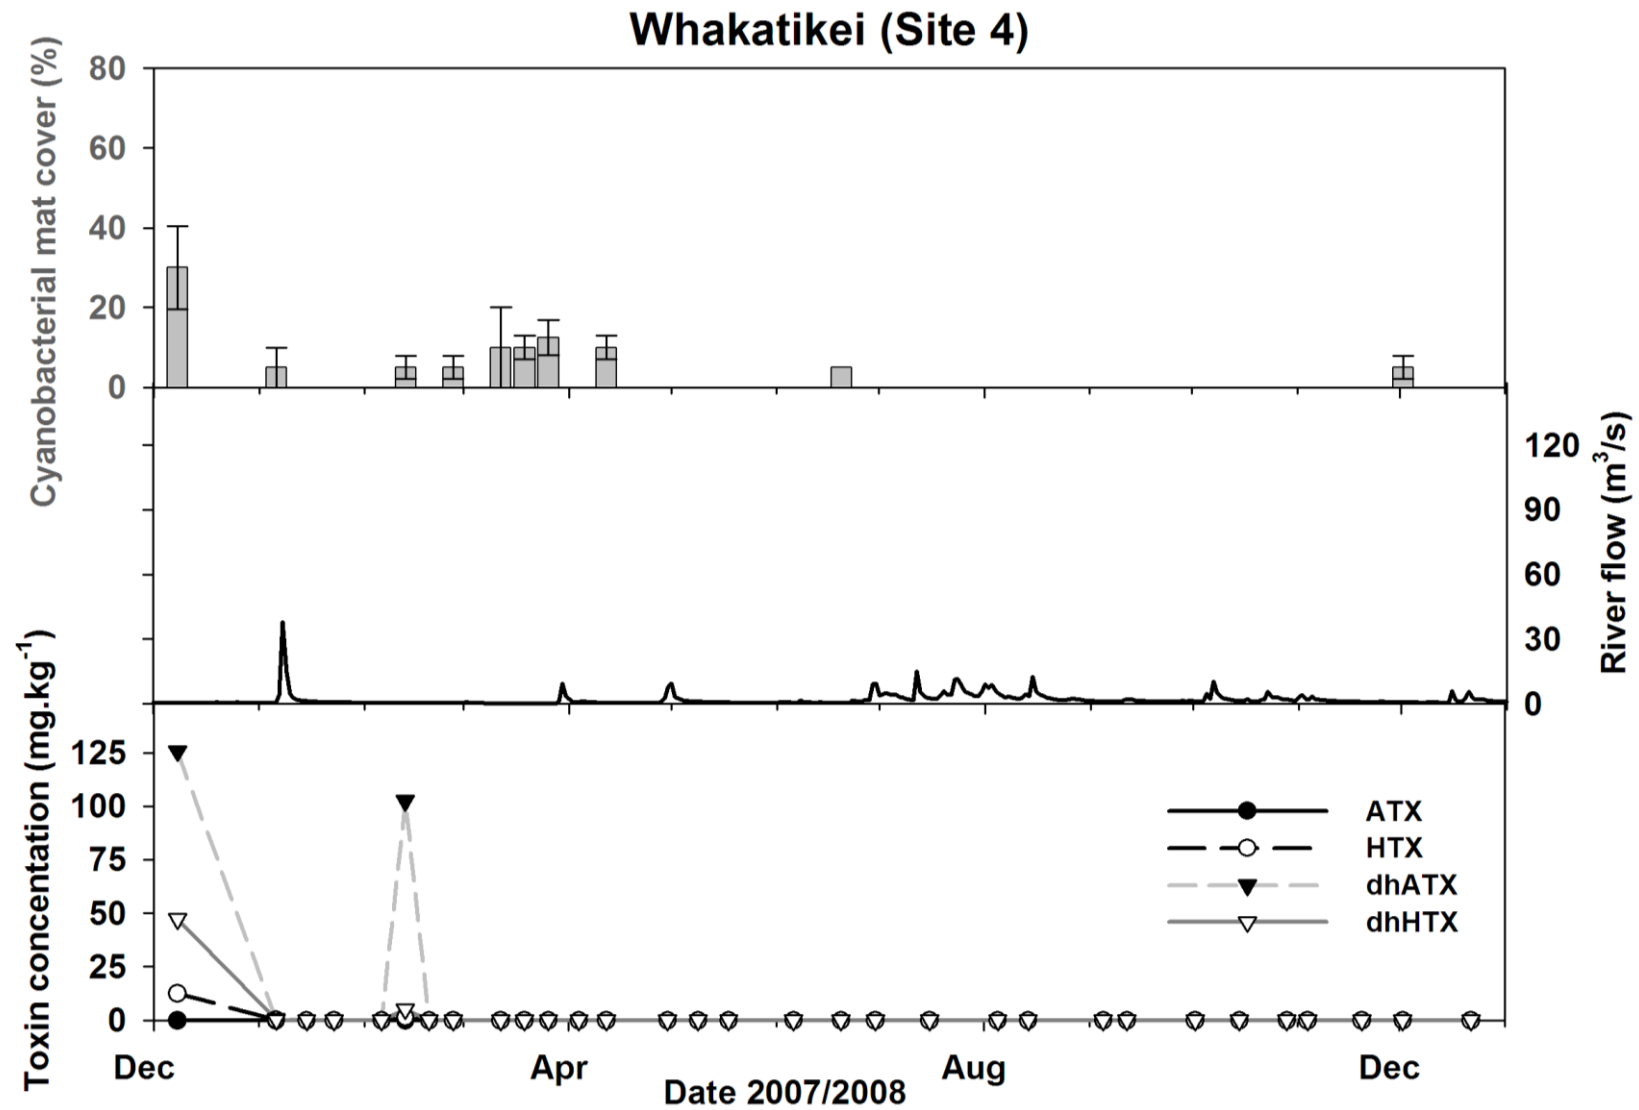 Whakatikei (Site 4)
Cyanobacterial mat cover (%)
80
60
40
20
0
River flow (m³/s)
120
90
60
30
0
Toxin concentration (mg.kg⁻¹)
125
100
75
50
25
0
ATX
HTX
dhATX
dhHTX
Dec Apr Aug Dec
Date 2007/2008